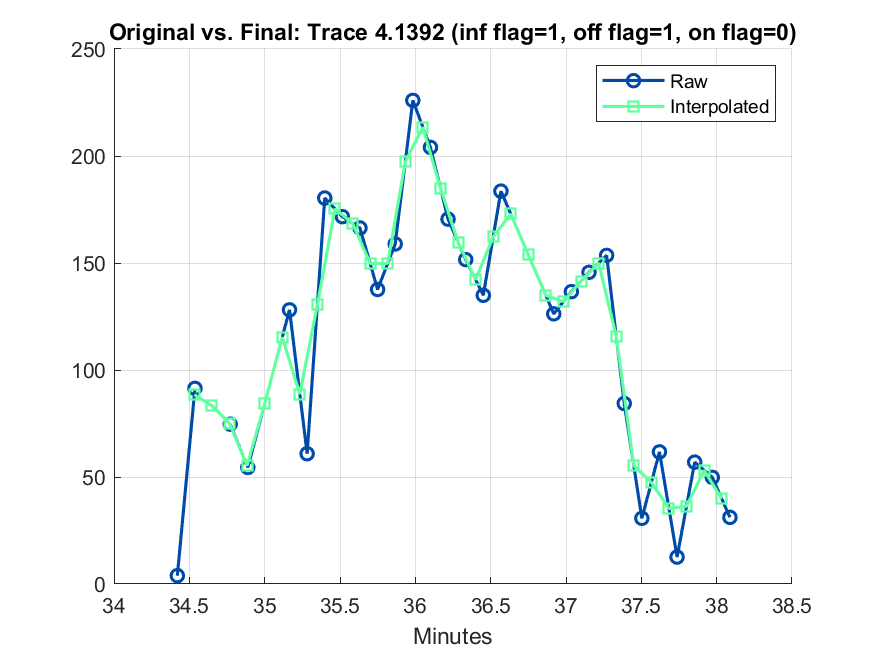 Original vs. Final: Trace 4.1392 (inf flag=1, off flag=1, on flag=0)
250
200
150
100
50
0
Raw
Interpolated
34 34.5 35 35.5 36 36.5 37 37.5 38 38.5
Minutes